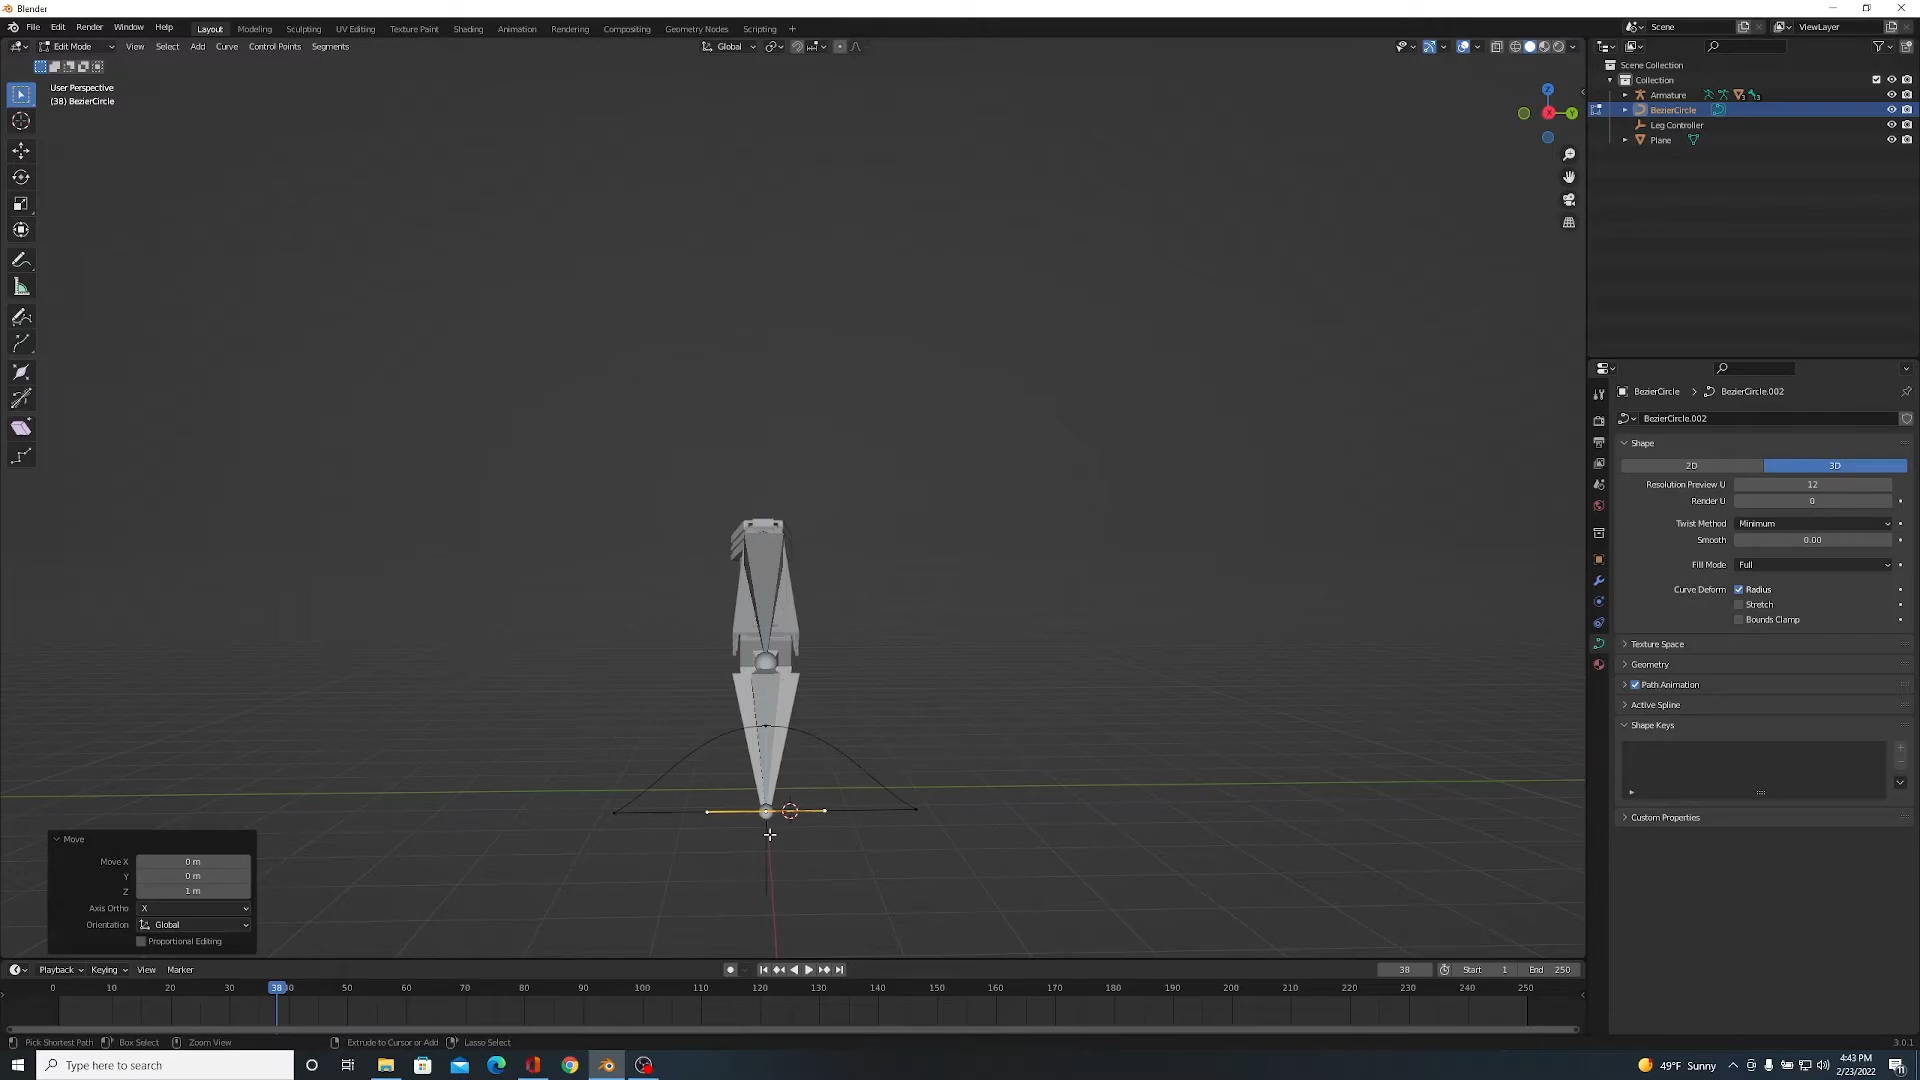 Blender
File Edit Render Window Help
Layout Modeling Sculpting UV Editing Texture Paint Shading Animation Rendering Compositing Geometry Nodes Scripting +
Scene
ViewLayer
Edit Mode View Select Add Curve Control Points Segments
Global
User Perspective
(38) BezierCircle
Z
X
Y
Scene Collection
Collection
Armature
BezierCircle
Leg Controller
Plane
BezierCircle > BezierCircle.002
BezierCircle.002
Shape
2D 3D
Resolution Preview U 12
Render U 0
Twist Method Minimum
Smooth 0.00
Fill Mode Full
Curve Deform Radius
Stretch
Bounds Clamp
Texture Space
Geometry
Path Animation
Active Spline
Shape Keys
Custom Properties
Move
Move X 0 m
Y 0 m
Z 1 m
Axis Ortho X
Orientation Global
Proportional Editing
Playback Keying View Marker
38 Start 1 End 250
0 10 20 30 38 50 60 70 80 90 100 110 120 130 140 150 160 170 180 190 200 210 220 230 240 250
Pick Shortest Path Box Select Zoom View Extrude to Cursor or Add Lasso Select
3.0.1
Type here to search
49°F Sunny
4:43 PM
2/23/2022